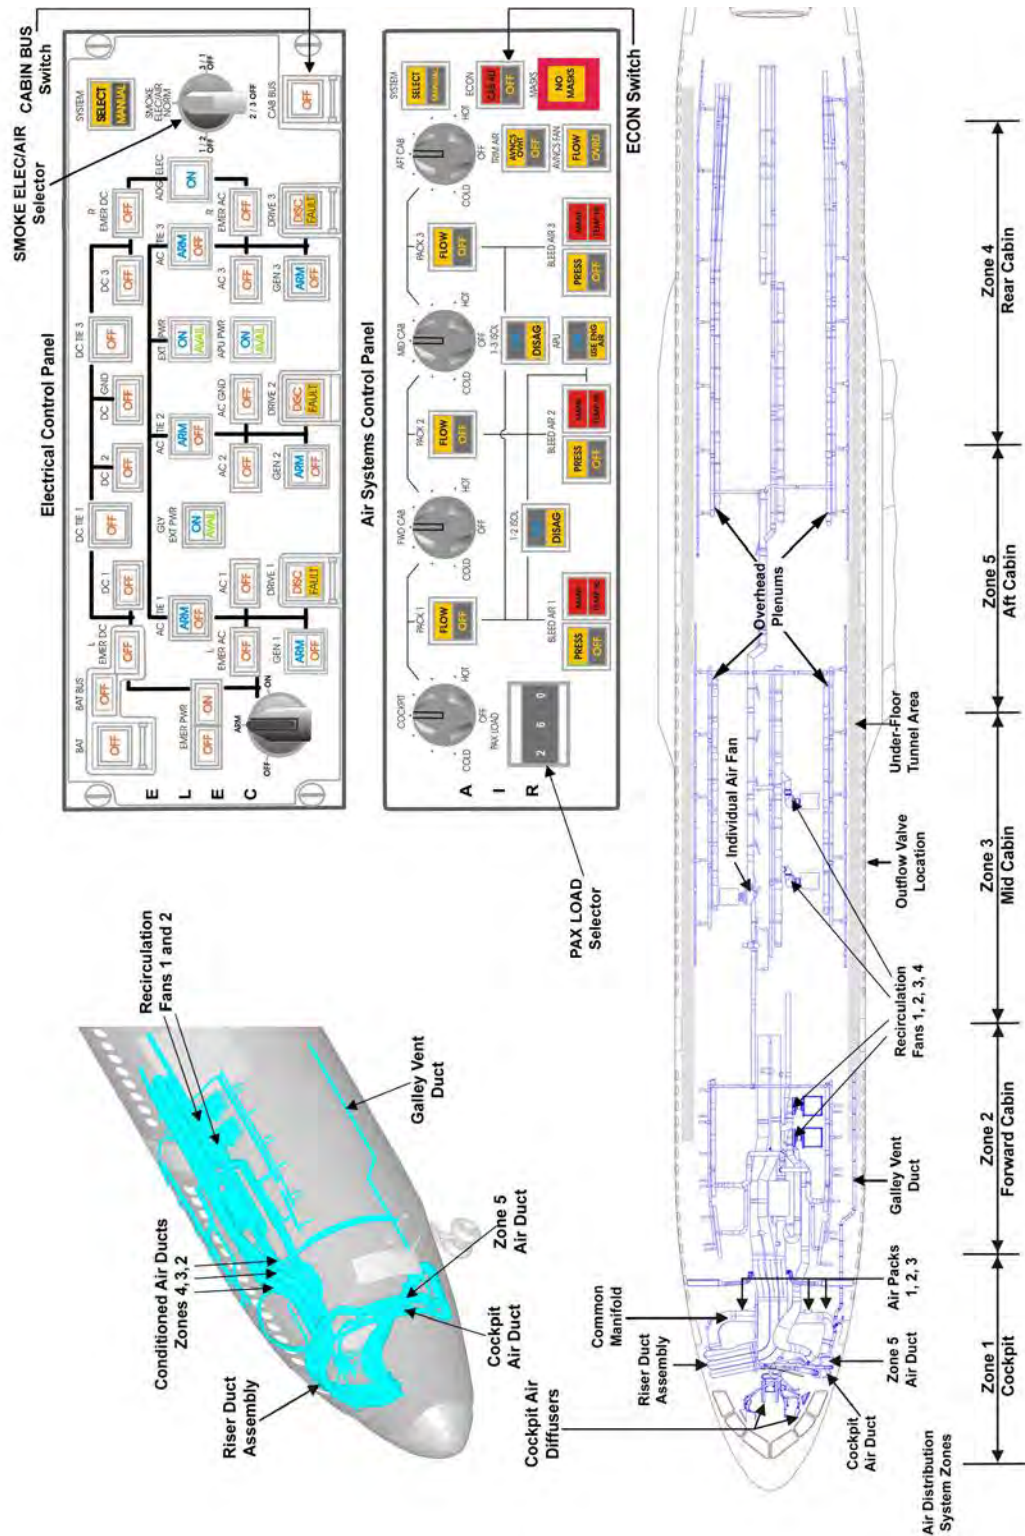 SMOKE ELEC/AIR
Selector
CABIN BUS
Switch
Electrical Control Panel
E
L
E
C
BAT
OFF
BAT BUS
OFF
L
EMER DC
OFF
DC 1
OFF
DC TIE 1
OFF
DC 2
OFF
DC GND
OFF
DC TIE 3
OFF
DC 3
OFF
R
EMER DC
OFF
SYSTEM
SELECT
MANUAL
EMER PWR
OFF
ON
AC
TIE 1
ARM
OFF
GLY
EXT PWR
ON
AVAIL
AC
TIE 2
ARM
OFF
EXT PWR
ON
AVAIL
AC
TIE 3
ARM
OFF
ADG ELEC
ON
SMOKE
ELEC/AIR
NORM
3 / 1
OFF
1 / 2
OFF
2 / 3 OFF
OFF
ARM
ON
L
EMER AC
OFF
AC 1
OFF
AC 2
OFF
AC GND
OFF
APU PWR
ON
AVAIL
AC 3
OFF
R
EMER AC
OFF
GEN 1
ARM
OFF
DRIVE 1
DISC
FAULT
GEN 2
ARM
OFF
DRIVE 2
DISC
FAULT
GEN 3
ARM
OFF
DRIVE 3
DISC
FAULT
CAB BUS
OFF
Air Systems Control Panel
A
I
R
COCKPIT
COLD
OFF
HOT
PACK 1
FLOW
OFF
FWD CAB
COLD
OFF
HOT
PACK 2
FLOW
OFF
MID CAB
COLD
OFF
HOT
PACK 3
FLOW
OFF
AFT CAB
COLD
OFF
HOT
SYSTEM
SELECT
MANUAL
PAX LOAD
2 6 0
1-2 ISOL
DISAG
1-3 ISOL
DISAG
TRIM AIR
AVNCS
OVHT
OFF
ECON
CAB ALT
OFF
BLEED AIR 1
PRESS
OFF
MANF
TEMP HI
BLEED AIR 2
PRESS
OFF
MANF
TEMP HI
APU
USE ENG
AIR
BLEED AIR 3
PRESS
OFF
MANF
TEMP HI
AVNCS FAN
FLOW
OVRD
MASKS
NO
MASKS
PAX LOAD
Selector
ECON Switch
Recirculation
Fans 1 and 2
Conditioned Air Ducts
Zones 4, 3, 2
Riser Duct
Assembly
Galley Vent
Duct
Zone 5
Air Duct
Cockpit
Air Duct
Cockpit Air
Diffusers
Riser Duct
Assembly
Common
Manifold
Individual Air Fan
Overhead
Plenums
Cockpit
Air Duct
Zone 5
Air Duct
Air Packs
1, 2, 3
Galley Vent
Duct
Recirculation
Fans 1, 2, 3, 4
Outflow Valve
Location
Under-Floor
Tunnel Area
Air Distribution
System Zones
Zone 1
Cockpit
Zone 2
Forward Cabin
Zone 3
Mid Cabin
Zone 5
Aft Cabin
Zone 4
Rear Cabin